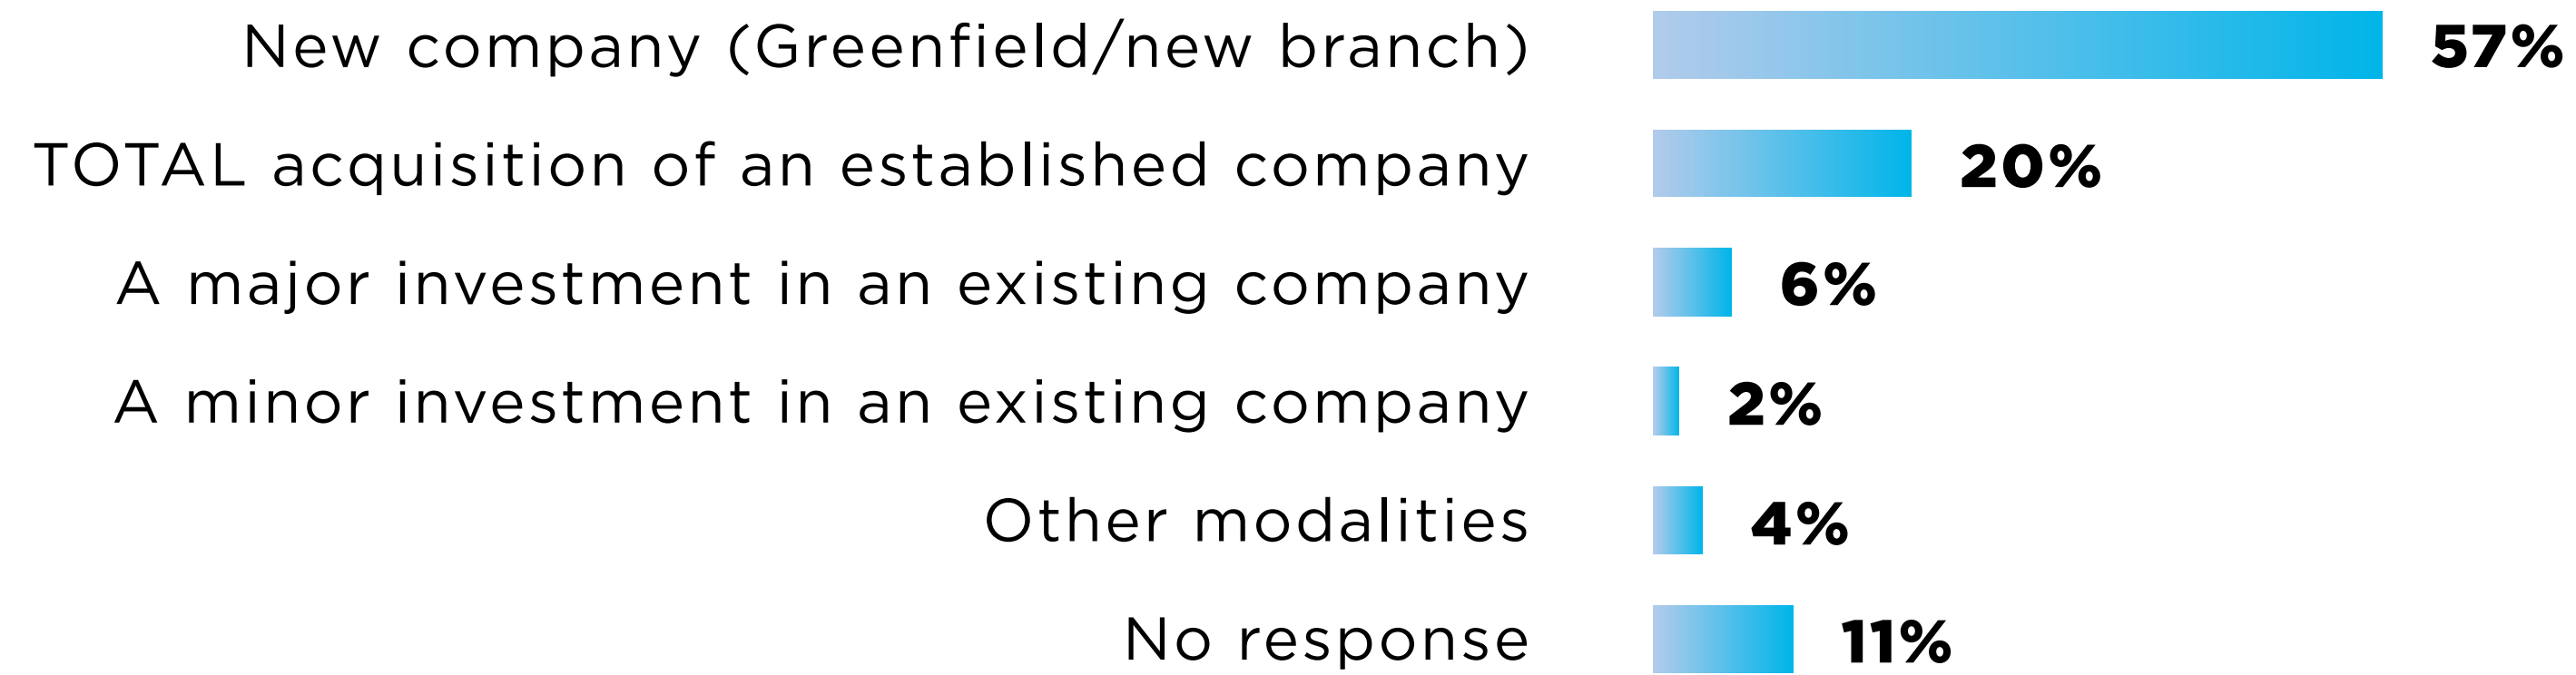 New company (Greenfield/new branch) 57%
TOTAL acquisition of an established company 20%
A major investment in an existing company 6%
A minor investment in an existing company 2%
Other modalities 4%
No response 11%